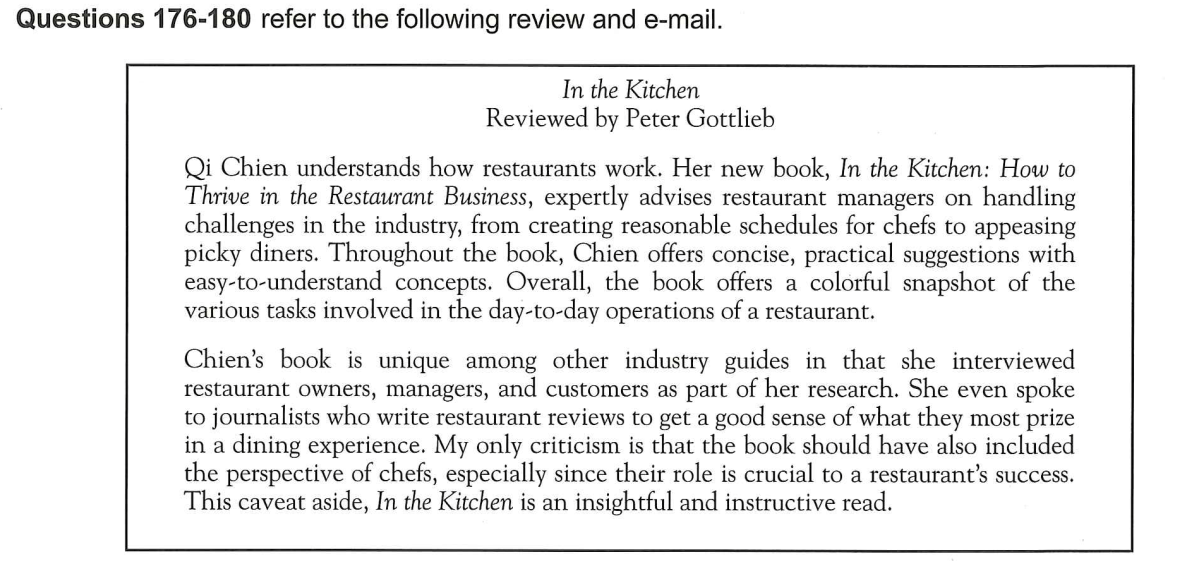 Questions 176-180 refer to the following review and e-mail.
In the Kitchen
Reviewed by Peter Gottlieb
Qi Chien understands how restaurants work. Her new book, In the Kitchen: How to
Thrive in the Restaurant Business, expertly advises restaurant managers on handling
challenges in the industry, from creating reasonable schedules for chefs to appeasing
picky diners. Throughout the book, Chien offers concise, practical suggestions with
easy-to-understand concepts. Overall, the book offers a colorful snapshot of the
various tasks involved in the day-to-day operations of a restaurant.
Chien's book is unique among other industry guides in that she interviewed
restaurant owners, managers, and customers as part of her research. She even spoke
to journalists who write restaurant reviews to get a good sense of what they most prize
in a dining experience. My only criticism is that the book should have also included
the perspective of chefs, especially since their role is crucial to a restaurant's success.
This caveat aside, In the Kitchen is an insightful and instructive read.